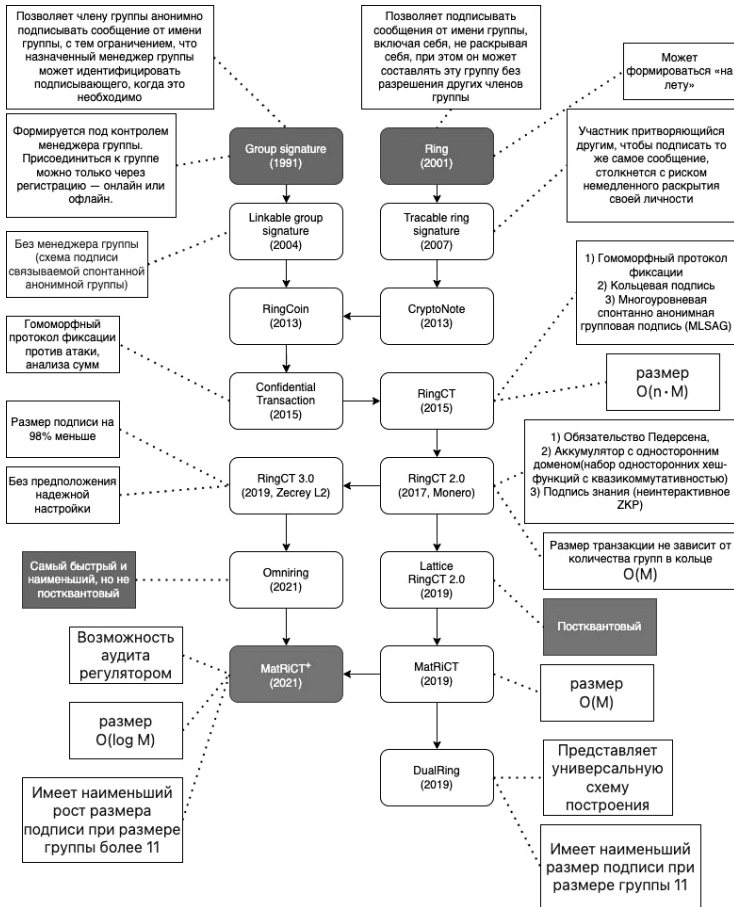 Позволяет члену группы анонимно
подписывать сообщение от имени
группы, с тем ограничением, что
назначенный менеджер группы
может идентифицировать
подписывающего, когда это
необходимо
Позволяет подписывать
сообщения от имени группы,
включая себя, не раскрывая
себя, при этом он может
составлять эту группу без
разрешения других членов
группы
Может
формироваться «на
лету»
Формируется под контролем
менеджера группы.
Присоединиться к группе
можно только через
регистрацию — онлайн или
офлайн.
Group signature
(1991)
Ring
(2001)
Участник притворяющийся
другим, чтобы подписать то
же самое сообщение,
столкнется с риском
немедленного раскрытия
своей личности
Без менеджера группы
(схема подписи
связываемой спонтанной
анонимной группы)
Linkable group
signature
(2004)
Tracable ring
signature
(2007)
1) Гомоморфный протокол
фиксации
2) Кольцевая подпись
3) Многоуровневая
спонтанно анонимная
групповая подпись (MLSAG)
RingCoin
(2013)
CryptoNote
(2013)
Гомоморфный
протокол фиксации
против атаки,
анализа сумм
Confidential
Transaction
(2015)
RingCT
(2015)
размер
O(n · M)
Размер подписи на
98% меньше
Без предположения
надежной
настройки
RingCT 3.0
(2019, Zecrey L2)
RingCT 2.0
(2017, Monero)
1) Обязательство Педерсена,
2) Аккумулятор с односторонним
доменом(набор односторонних хеш-
функций с квазикоммутативностью)
3) Подпись знания (неинтерактивное
ZKP)
Размер транзакции не зависит от
количества групп в кольце
O(M)
Самый быстрый и
наименьший, но не
постквантовый
Omniring
(2021)
Lattice
RingCT 2.0
(2019)
Постквантовый
Возможность
аудита
регулятором
размер
O(log M)
Имеет наименьший
рост размера
подписи при размере
группы более 11
MatRiCT⁺
(2021)
MatRiCT
(2019)
размер
O(M)
DualRing
(2019)
Представляет
универсальную
схему
построения
Имеет наименьший
размер подписи при
размере группы 11